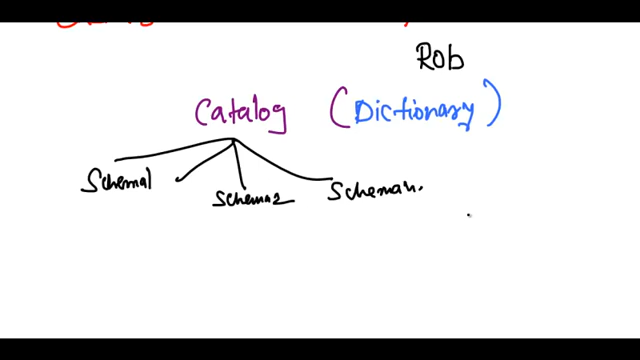 Rob
Catalog (Dictionary)
Schema1
Schema2
Scheman.